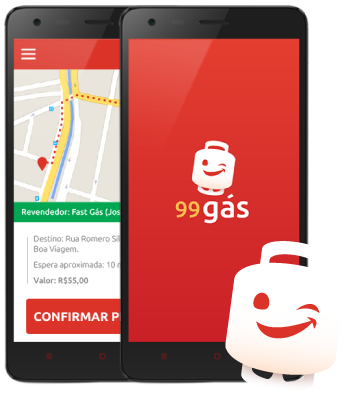 Revendedor: Fast Gás (Jos
Destino: Rua Romero Sil
Boa Viagem.
Espera aproximada: 10 m
Valor: R$55,00
CONFIRMAR P
99gás